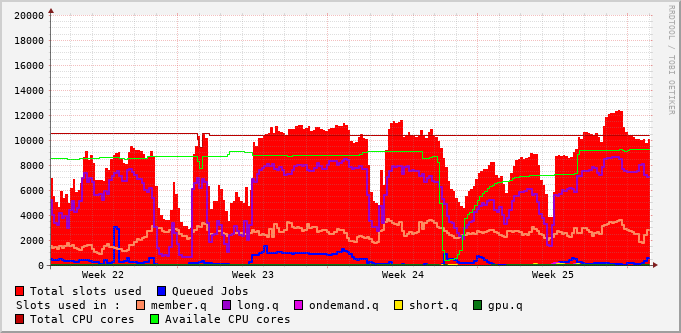 20000
18000
16000
14000
12000
10000
8000
6000
4000
2000
0
Week 22 Week 23 Week 24 Week 25
RRDTOOL / TOBI OETIKER
Total slots used Queued Jobs
Slots used in : member.q long.q ondemand.q short.q gpu.q
Total CPU cores Availale CPU cores